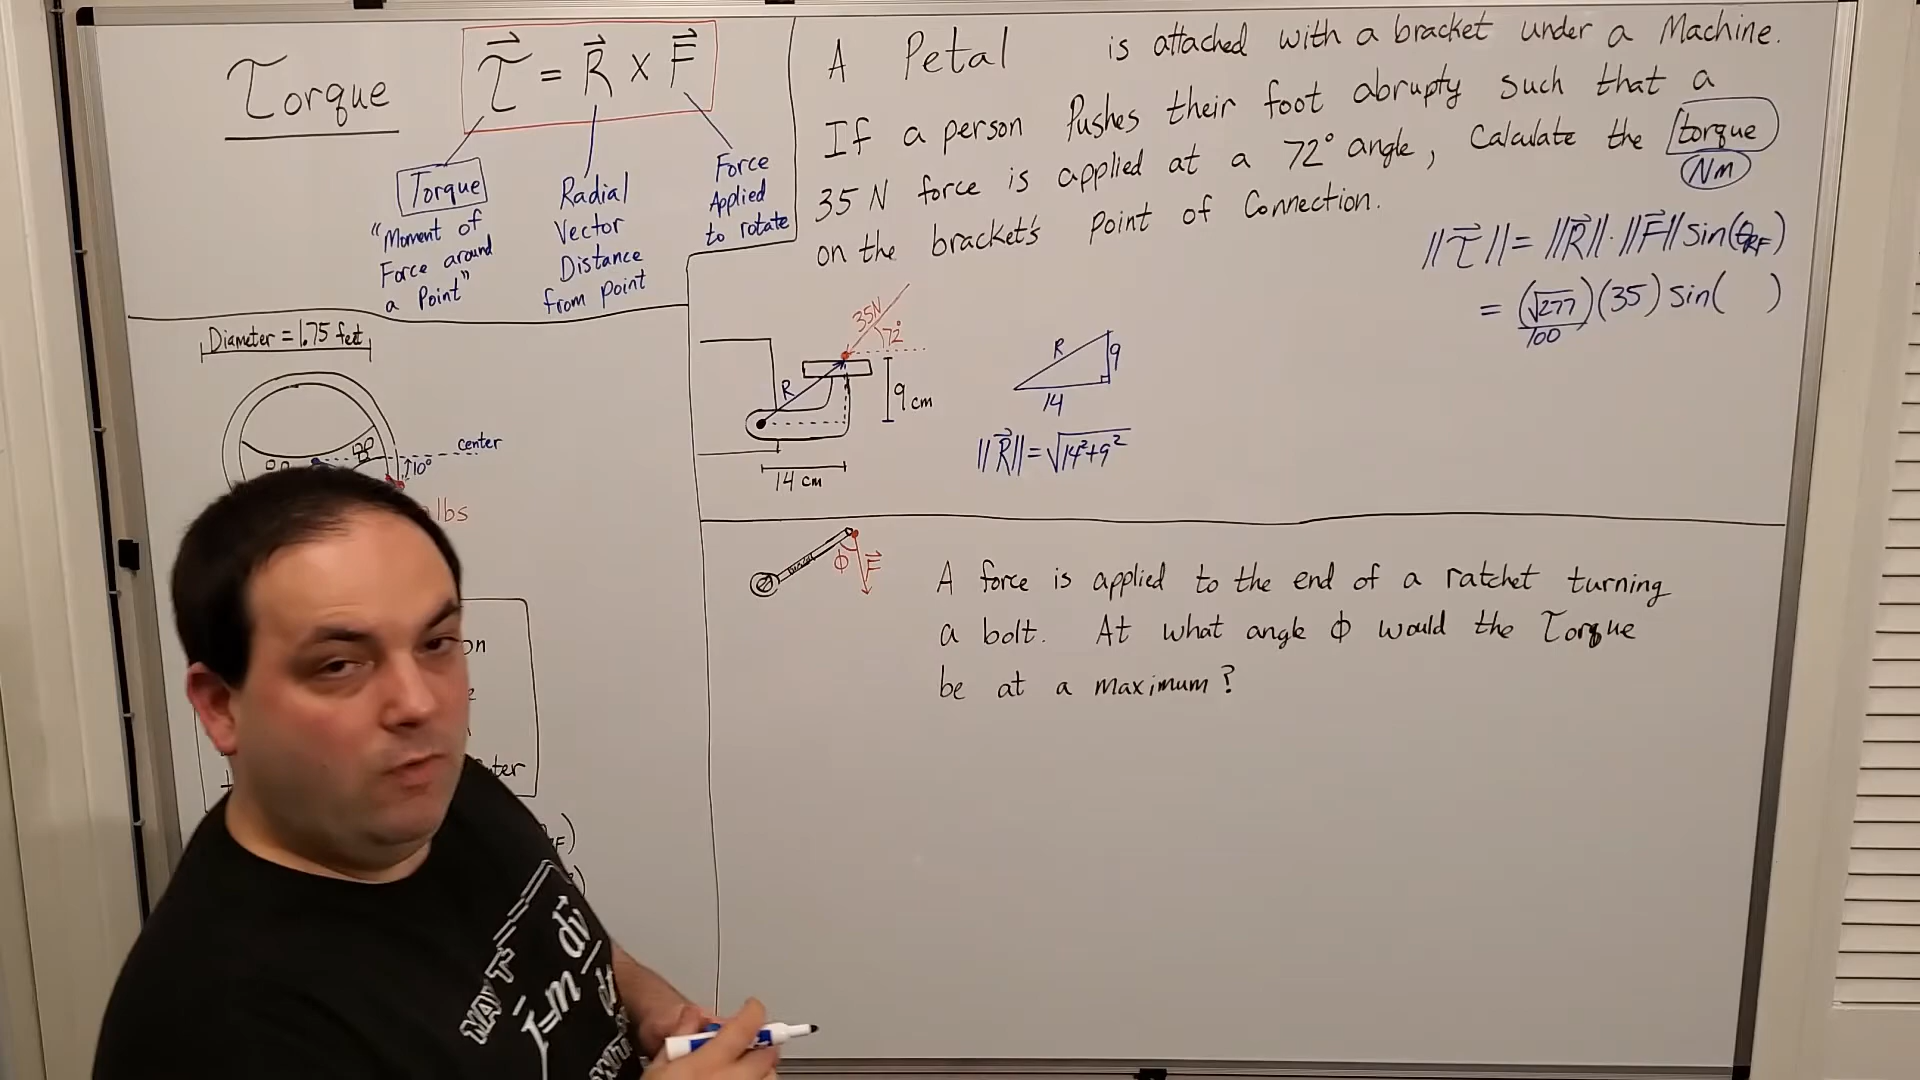 Torque
τ⃗ = R⃗ x F⃗
Torque
"Moment of
Force around
a Point"
Radial
Vector
Distance
from point
Force
Applied
to rotate
A Petal is attached with a bracket under a Machine.
If a person Pushes their foot abrupty such that a
35 N force is applied at a 72° angle, Calculate the torque
Nm
on the bracket's Point of Connection.
||τ⃗|| = ||R⃗||·||F⃗|| sin(θRF)
= (√277/100)(35) sin( )
Diameter = 1.75 feet
center
10°
lbs
35N
72°
R
9 cm
14 cm
R
9
14
||R⃗|| = √14²+9²
ϕ
F⃗
A force is applied to the end of a ratchet turning
a bolt. At what angle ϕ would the Torque
be at a maximum?